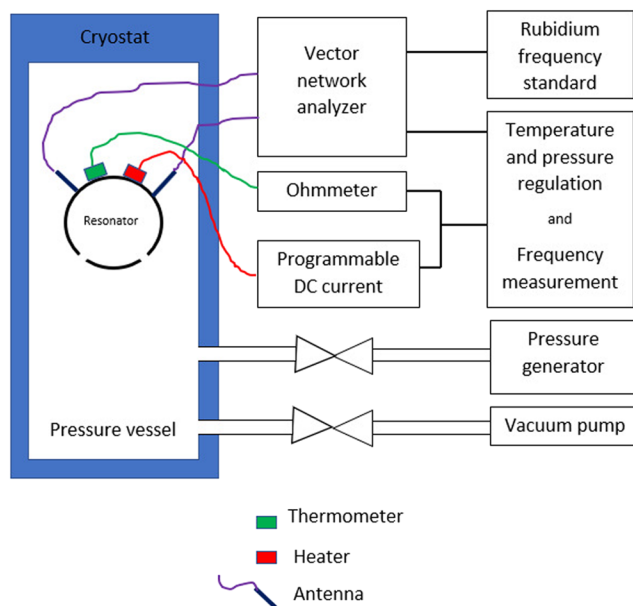 Cryostat
Vector
network
analyzer
Rubidium
frequency
standard
Temperature
and pressure
regulation
and
Frequency
measurement
Ohmmeter
Resonator
Programmable
DC current
Pressure
generator
Pressure vessel
Vacuum pump
Thermometer
Heater
Antenna